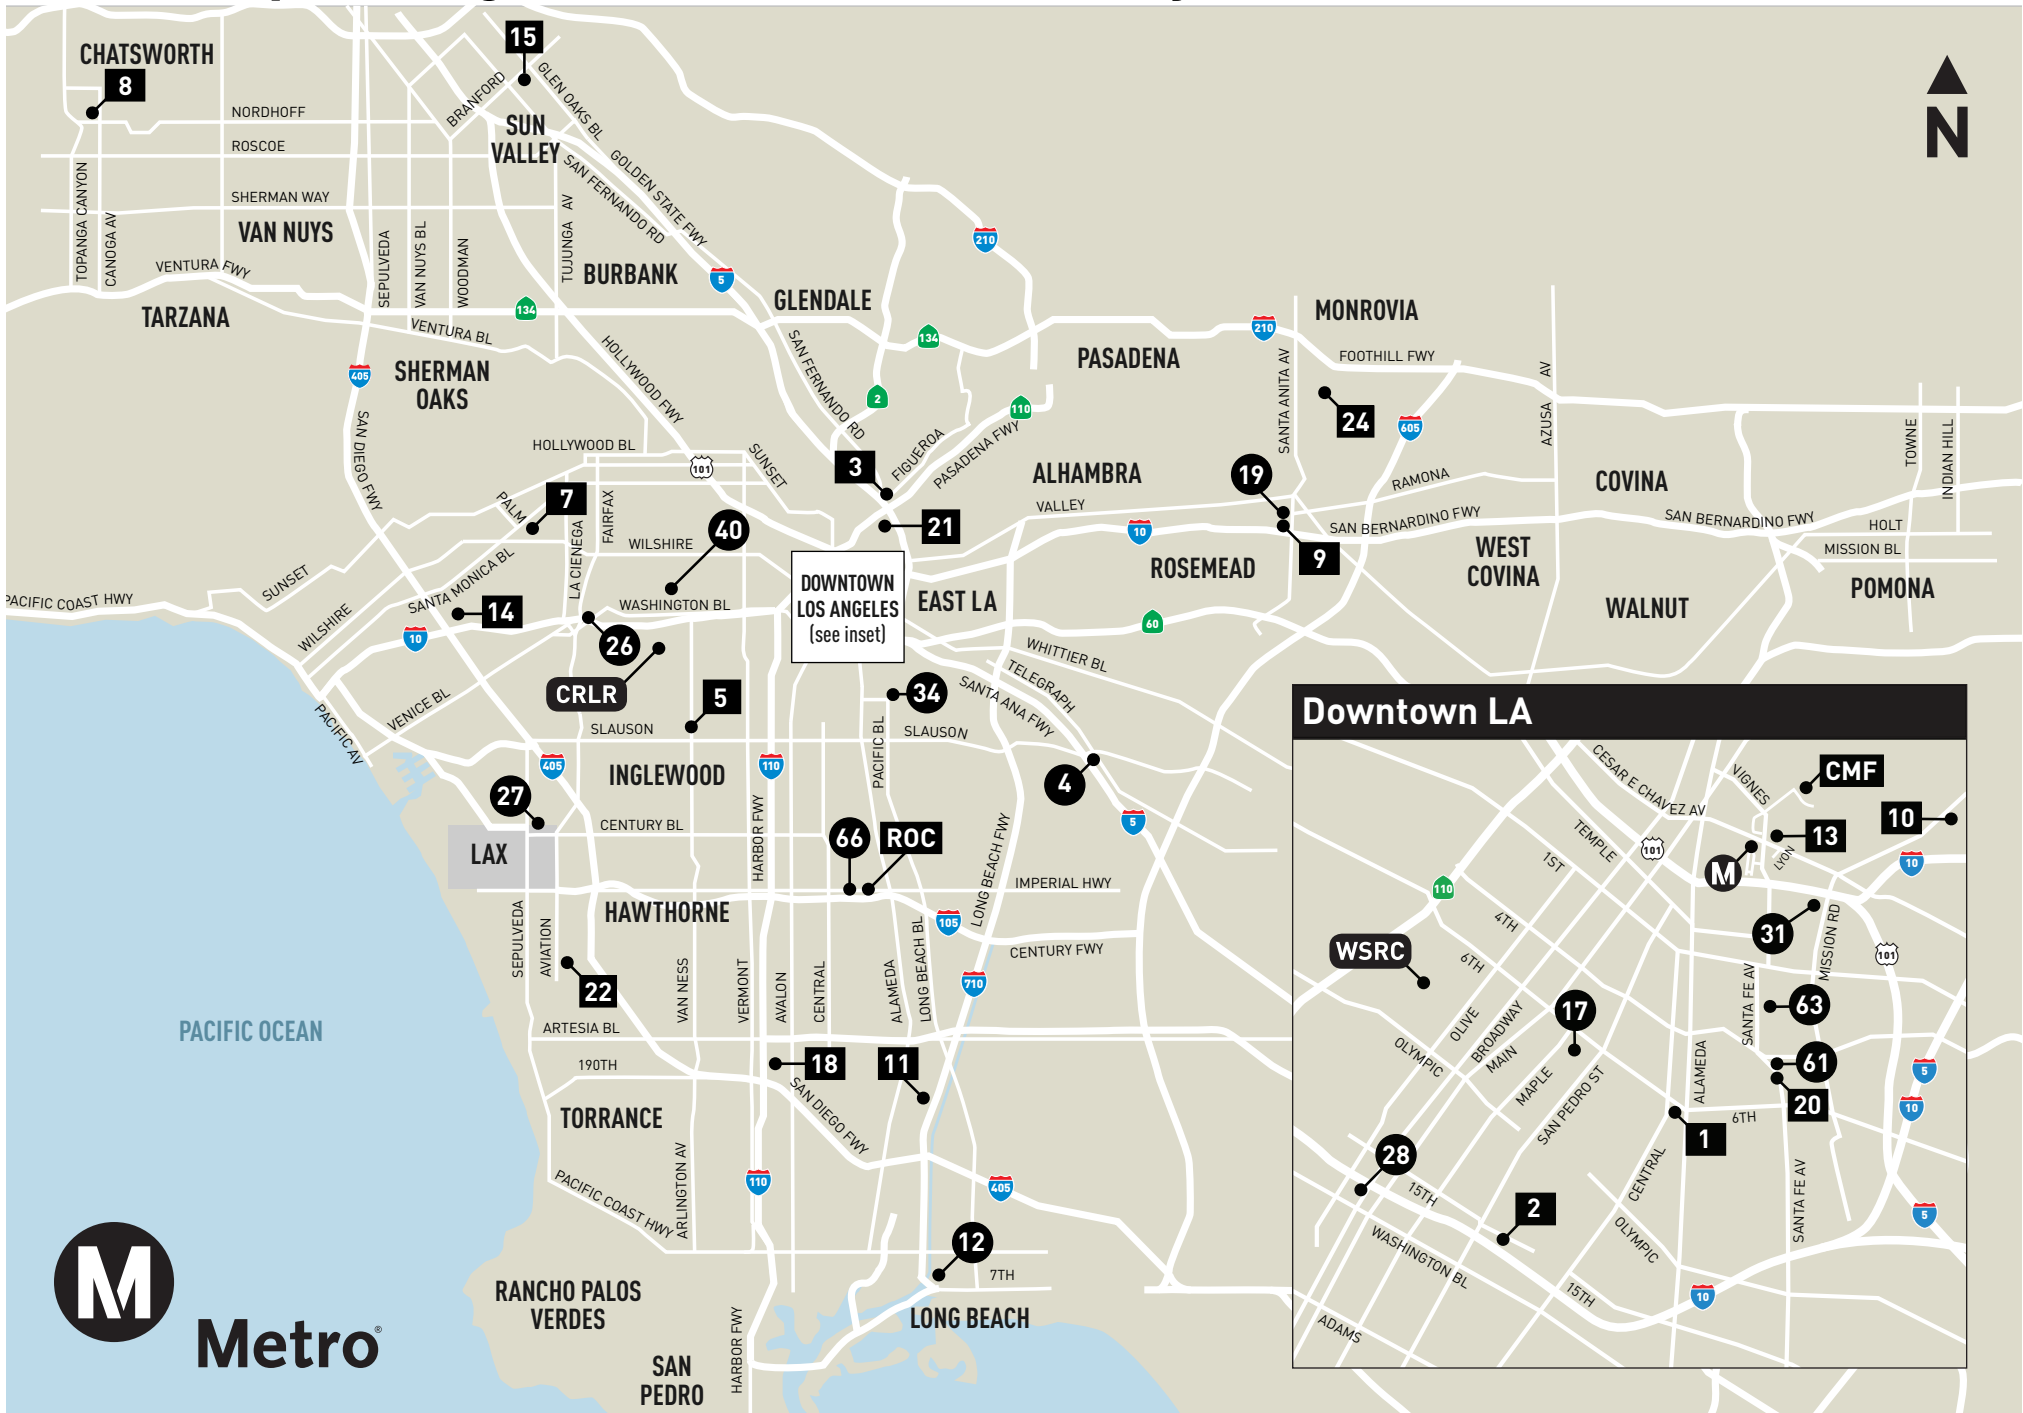 CHATSWORTH
8
15
BRANFORD
GLEN OAKS BL
NORDHOFF
SUN
VALLEY
ROSCOE
GOLDEN STATE FWY
SAN FERNANDO RD
TOPANGA CANYON
CANOGA AV
SHERMAN WAY
VAN NUYS
SEPULVEDA
VAN NUYS BL
WOODMAN
TUJUNGA AV
VENTURA FWY
BURBANK
5
210
N
TARZANA
134
GLENDALE
VENTURA BL
134
210
MONROVIA
HOLLYWOOD FWY
SAN FERNANDO RD
PASADENA
FOOTHILL FWY
SANTA ANITA AV
AZUSA AV
405
SHERMAN
OAKS
2
110
24
605
SAN DIEGO FWY
HOLLYWOOD BL
SUNSET
101
3
FIGUEROA
PASADENA FWY
ALHAMBRA
19
RAMONA
COVINA
TOWNE
INDIAN HILL
PALM
7
FAIRFAX
LA CIENEGA
40
21
VALLEY
10
SAN BERNARDINO FWY
SAN BERNARDINO FWY
HOLT
WILSHIRE
9
MISSION BL
ROSEMEAD
WEST
COVINA
POMONA
SUNSET
SANTA MONICA BL
DOWNTOWN
LOS ANGELES
(see inset)
EAST LA
WALNUT
PACIFIC COAST HWY
WILSHIRE
14
WASHINGTON BL
10
26
60
WHITTIER BL
TELEGRAPH
CRLR
5
34
SANTA ANA FWY
PACIFIC AV
VENICE BL
SLAUSON
PACIFIC BL
SLAUSON
405
INGLEWOOD
110
4
27
5
HARBOR FWY
CENTURY BL
66
ROC
LONG BEACH FWY
LAX
IMPERIAL HWY
HAWTHORNE
105
SEPULVEDA
AVIATION
CENTURY FWY
22
VAN NESS
VERMONT
AVALON
CENTRAL
ALAMEDA
LONG BEACH BL
710
PACIFIC OCEAN
ARTESIA BL
190TH
18
11
SAN DIEGO FWY
TORRANCE
PACIFIC COAST HWY
ARLINGTON AV
110
405
12
7TH
RANCHO PALOS
VERDES
LONG BEACH
HARBOR FWY
SAN
PEDRO
M
Metro®
Downtown LA
CESAR E CHAVEZ AV
VIGNES
CMF
10
13
TEMPLE
101
LYON
M
10
1ST
110
4TH
6TH
31
MISSION RD
101
WSRC
SANTA FE AV
63
17
OLIVE
BROADWAY
MAIN
OLYMPIC
MAPLE
SAN PEDRO ST
ALAMEDA
61
20
5
10
6TH
1
28
15TH
CENTRAL
SANTA FE AV
2
OLYMPIC
5
WASHINGTON BL
15TH
10
ADAMS